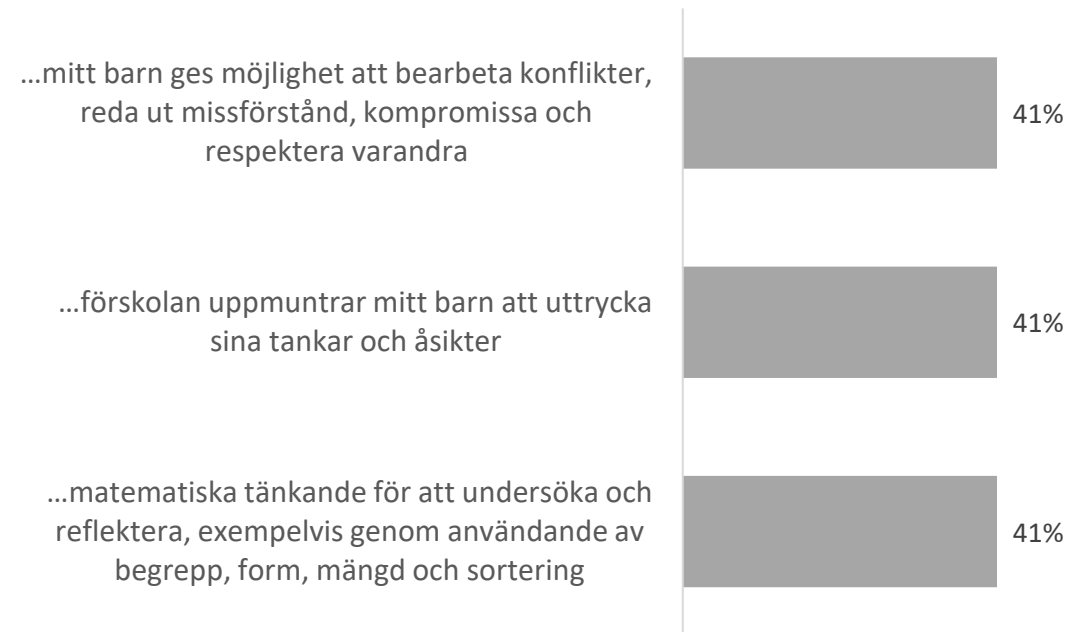 …mitt barn ges möjlighet att bearbeta konflikter,
reda ut missförstånd, kompromissa och
respektera varandra
41%
…förskolan uppmuntrar mitt barn att uttrycka
sina tankar och åsikter
41%
…matematiska tänkande för att undersöka och
reflektera, exempelvis genom användande av
begrepp, form, mängd och sortering
41%